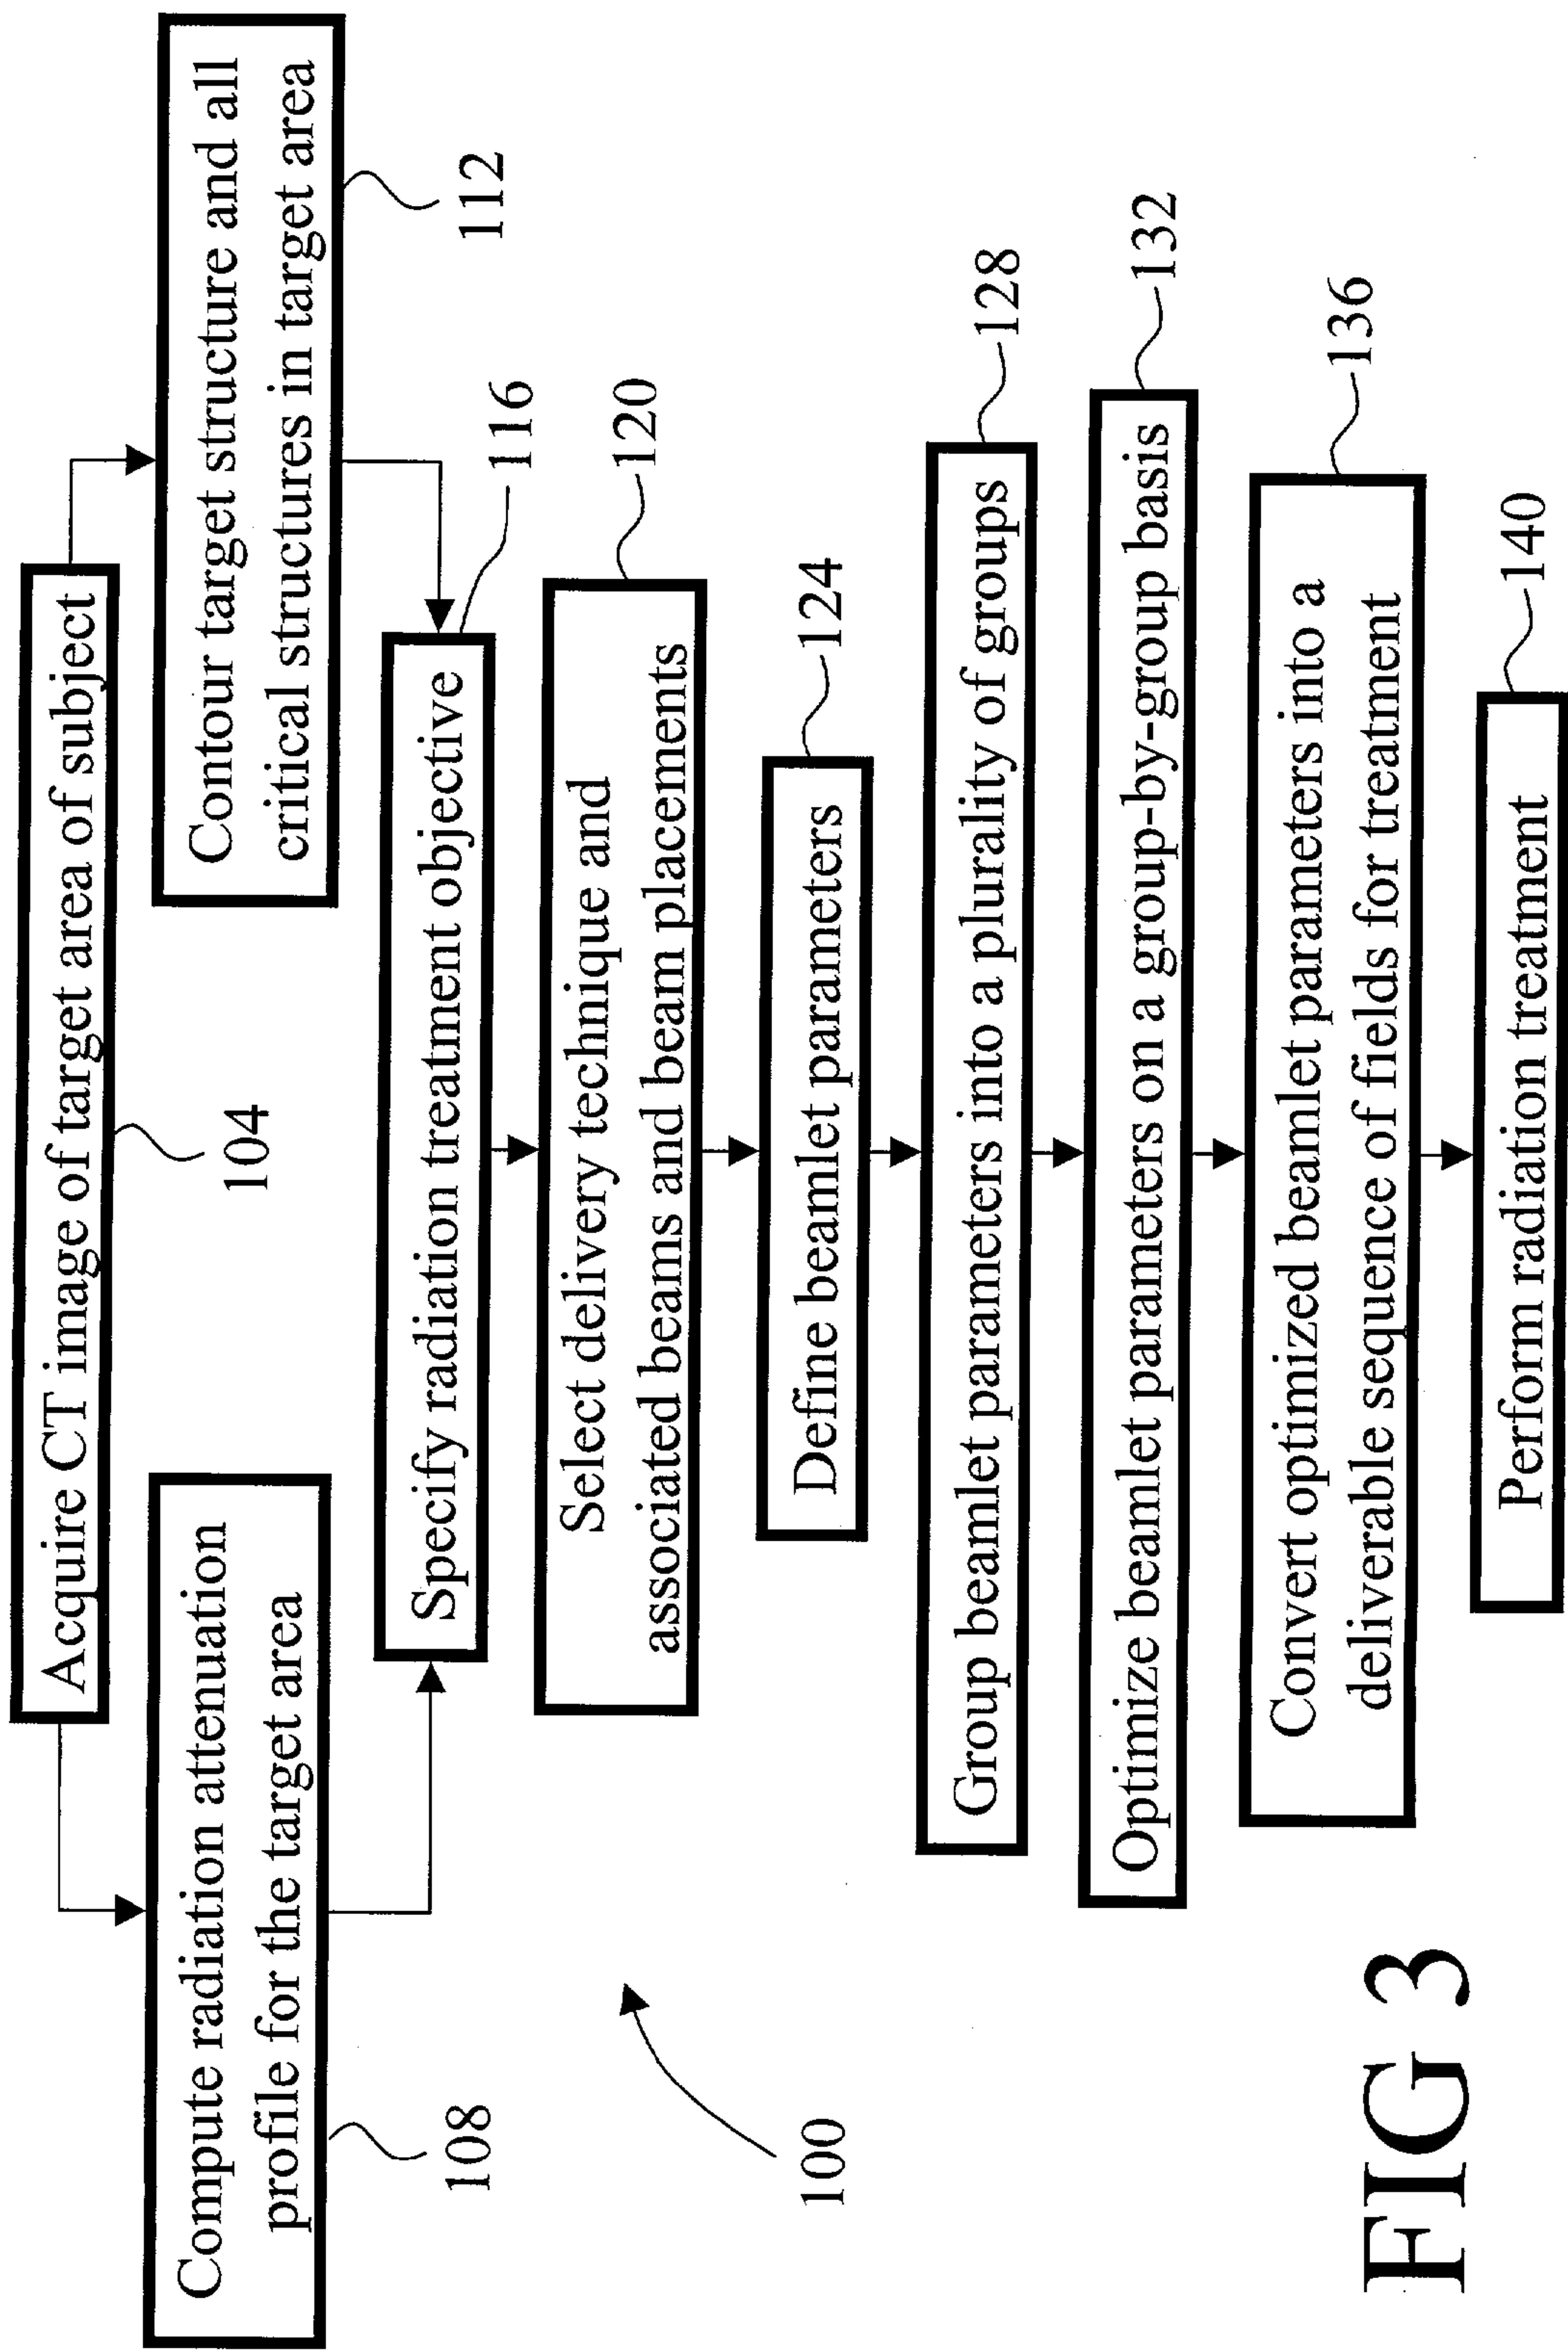 Acquire CT image of target area of subject
104
Compute radiation attenuation
profile for the target area
108
Contour target structure and all
critical structures in target area
112
Specify radiation treatment objective
116
Select delivery technique and
associated beams and beam placements
120
Define beamlet parameters
124
Group beamlet parameters into a plurality of groups
128
Optimize beamlet parameters on a group-by-group basis
132
Convert optimized beamlet parameters into a
deliverable sequence of fields for treatment
136
Perform radiation treatment
140
100
FIG 3